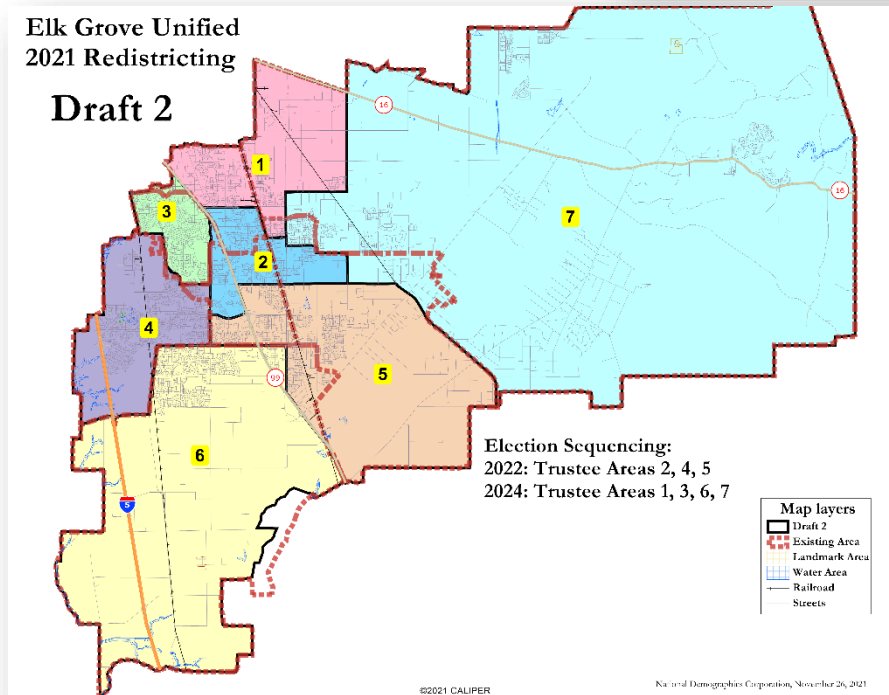 Elk Grove Unified
2021 Redistricting
Draft 2
16
1
3
7
16
2
4
99
5
6
5
Election Sequencing:
2022: Trustee Areas 2, 4, 5
2024: Trustee Areas 1, 3, 6, 7
Map layers
Draft 2
Existing Area
Landmark Area
Water Area
Railroad
Streets
©2021 CALIPER
National Demographics Corporation, November 26, 2021